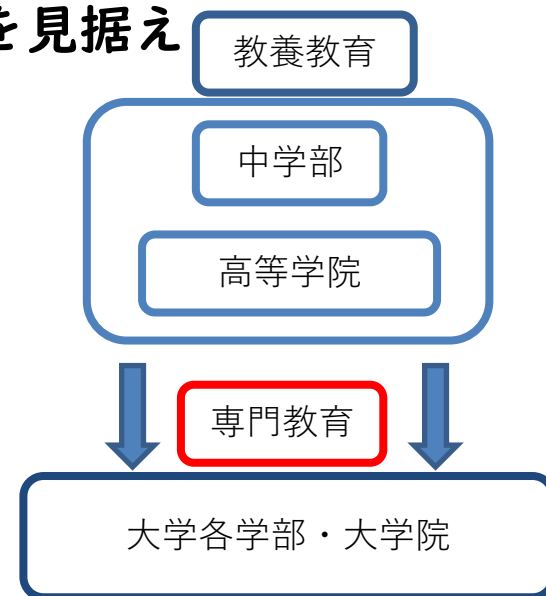 を見据え
教養教育
中学部
高等学院
専門教育
大学各学部・大学院